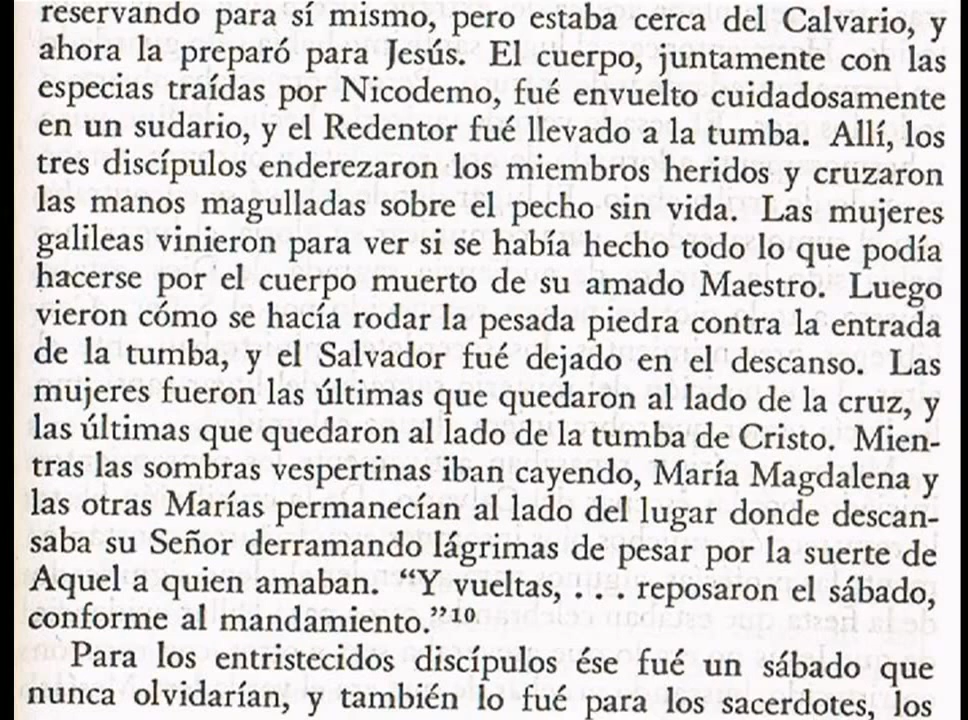 reservando para sí mismo, pero estaba cerca del Calvario, y
ahora la preparó para Jesús. El cuerpo, juntamente con las
especias traídas por Nicodemo, fué envuelto cuidadosamente
en un sudario, y el Redentor fué llevado a la tumba. Allí, los
tres discípulos enderezaron los miembros heridos y cruzaron
las manos magulladas sobre el pecho sin vida. Las mujeres
galileas vinieron para ver si se había hecho todo lo que podía
hacerse por el cuerpo muerto de su amado Maestro. Luego
vieron cómo se hacía rodar la pesada piedra contra la entrada
de la tumba, y el Salvador fué dejado en el descanso. Las
mujeres fueron las últimas que quedaron al lado de la cruz, y
las últimas que quedaron al lado de la tumba de Cristo. Mien-
tras las sombras vespertinas iban cayendo, María Magdalena y
las otras Marías permanecían al lado del lugar donde descan-
saba su Señor derramando lágrimas de pesar por la suerte de
Aquel a quien amaban. “Y vueltas, . . . . reposaron el sábado,
conforme al mandamiento.”¹⁰
Para los entristecidos discípulos ése fué un sábado que
nunca olvidarían, y también lo fué para los sacerdotes, los